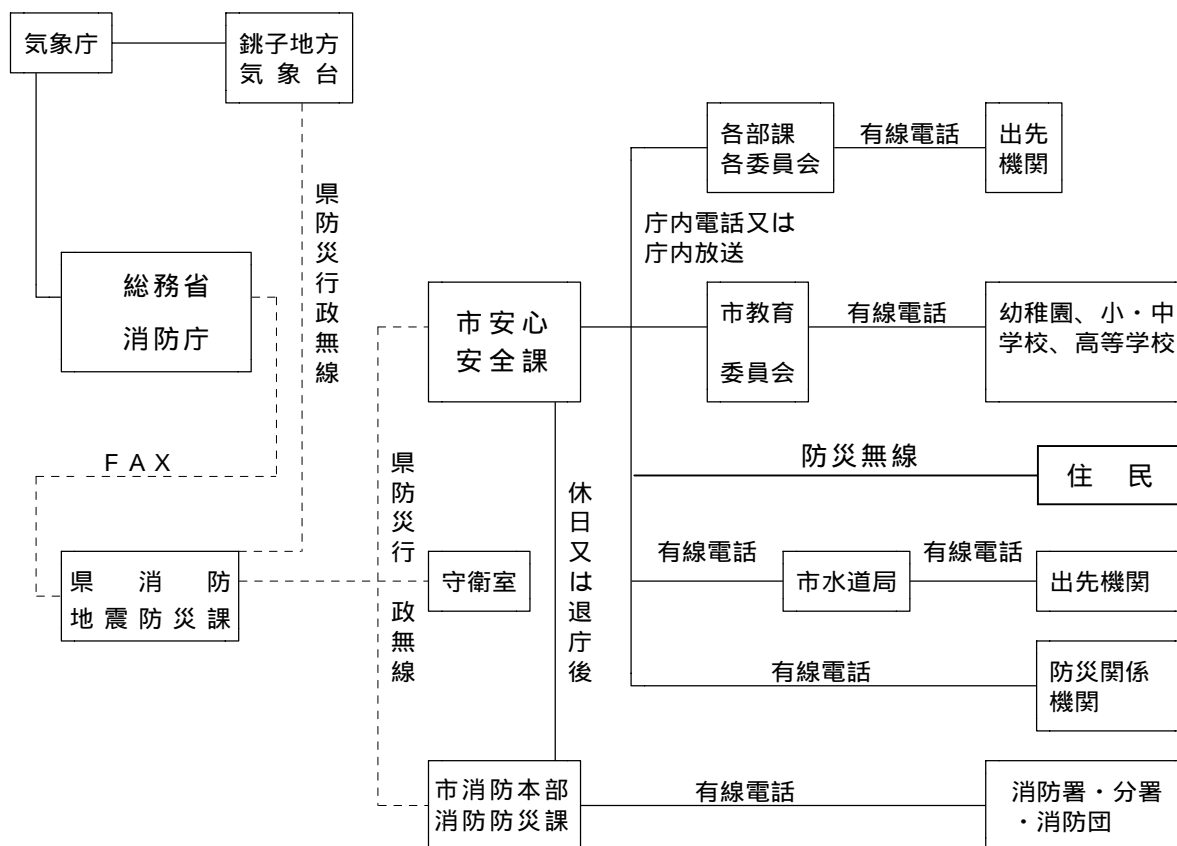 気象庁
銚子地方
気象台
各部課
各委員会
有線電話
出先
機関
県防災行政無線
庁内電話又は
庁内放送
総務省
消防庁
市安心
安全課
市教育
委員会
有線電話
幼稚園、小・中
学校、高等学校
FAX
県防災行政無線
休日又は退庁後
防災無線
住民
県消防
地震防災課
守衛室
有線電話
市水道局
有線電話
出先機関
有線電話
防災関係
機関
市消防本部
消防防災課
有線電話
消防署・分署
・消防団